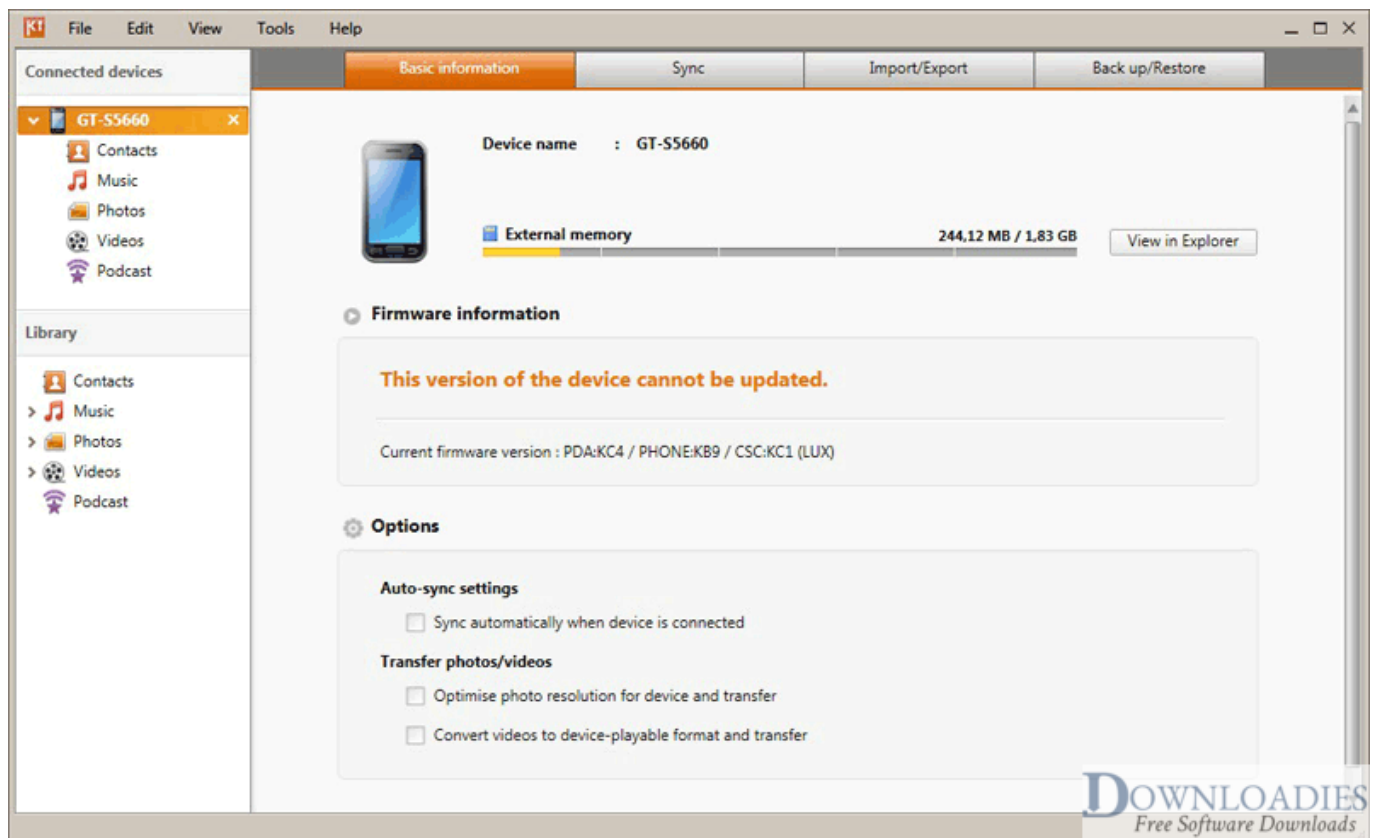 Ki File Edit View Tools Help
Connected devices
Basic information Sync Import/Export Back up/Restore
GT-S5660
Contacts
Music
Photos
Videos
Podcast
Library
Contacts
Music
Photos
Videos
Podcast
Device name : GT-S5660
External memory 244,12 MB / 1,83 GB View in Explorer
Firmware information
This version of the device cannot be updated.
Current firmware version : PDA:KC4 / PHONE:KB9 / CSC:KC1 (LUX)
Options
Auto-sync settings
Sync automatically when device is connected
Transfer photos/videos
Optimise photo resolution for device and transfer
Convert videos to device-playable format and transfer
DOWNLOADIES
Free Software Downloads